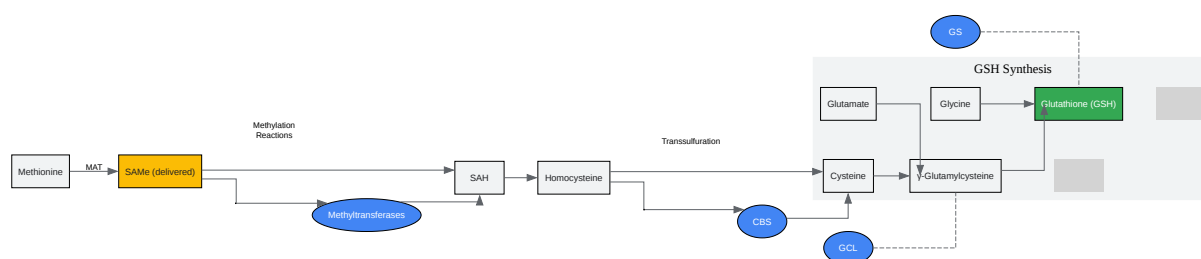 GS
GSH Synthesis
Glutamate
Glycine
Glutathione (GSH)
Methylation
Reactions
Transsulfuration
Methionine
MAT
SAMe (delivered)
SAH
Homocysteine
Cysteine
γ-Glutamylcysteine
Methyltransferases
CBS
GCL